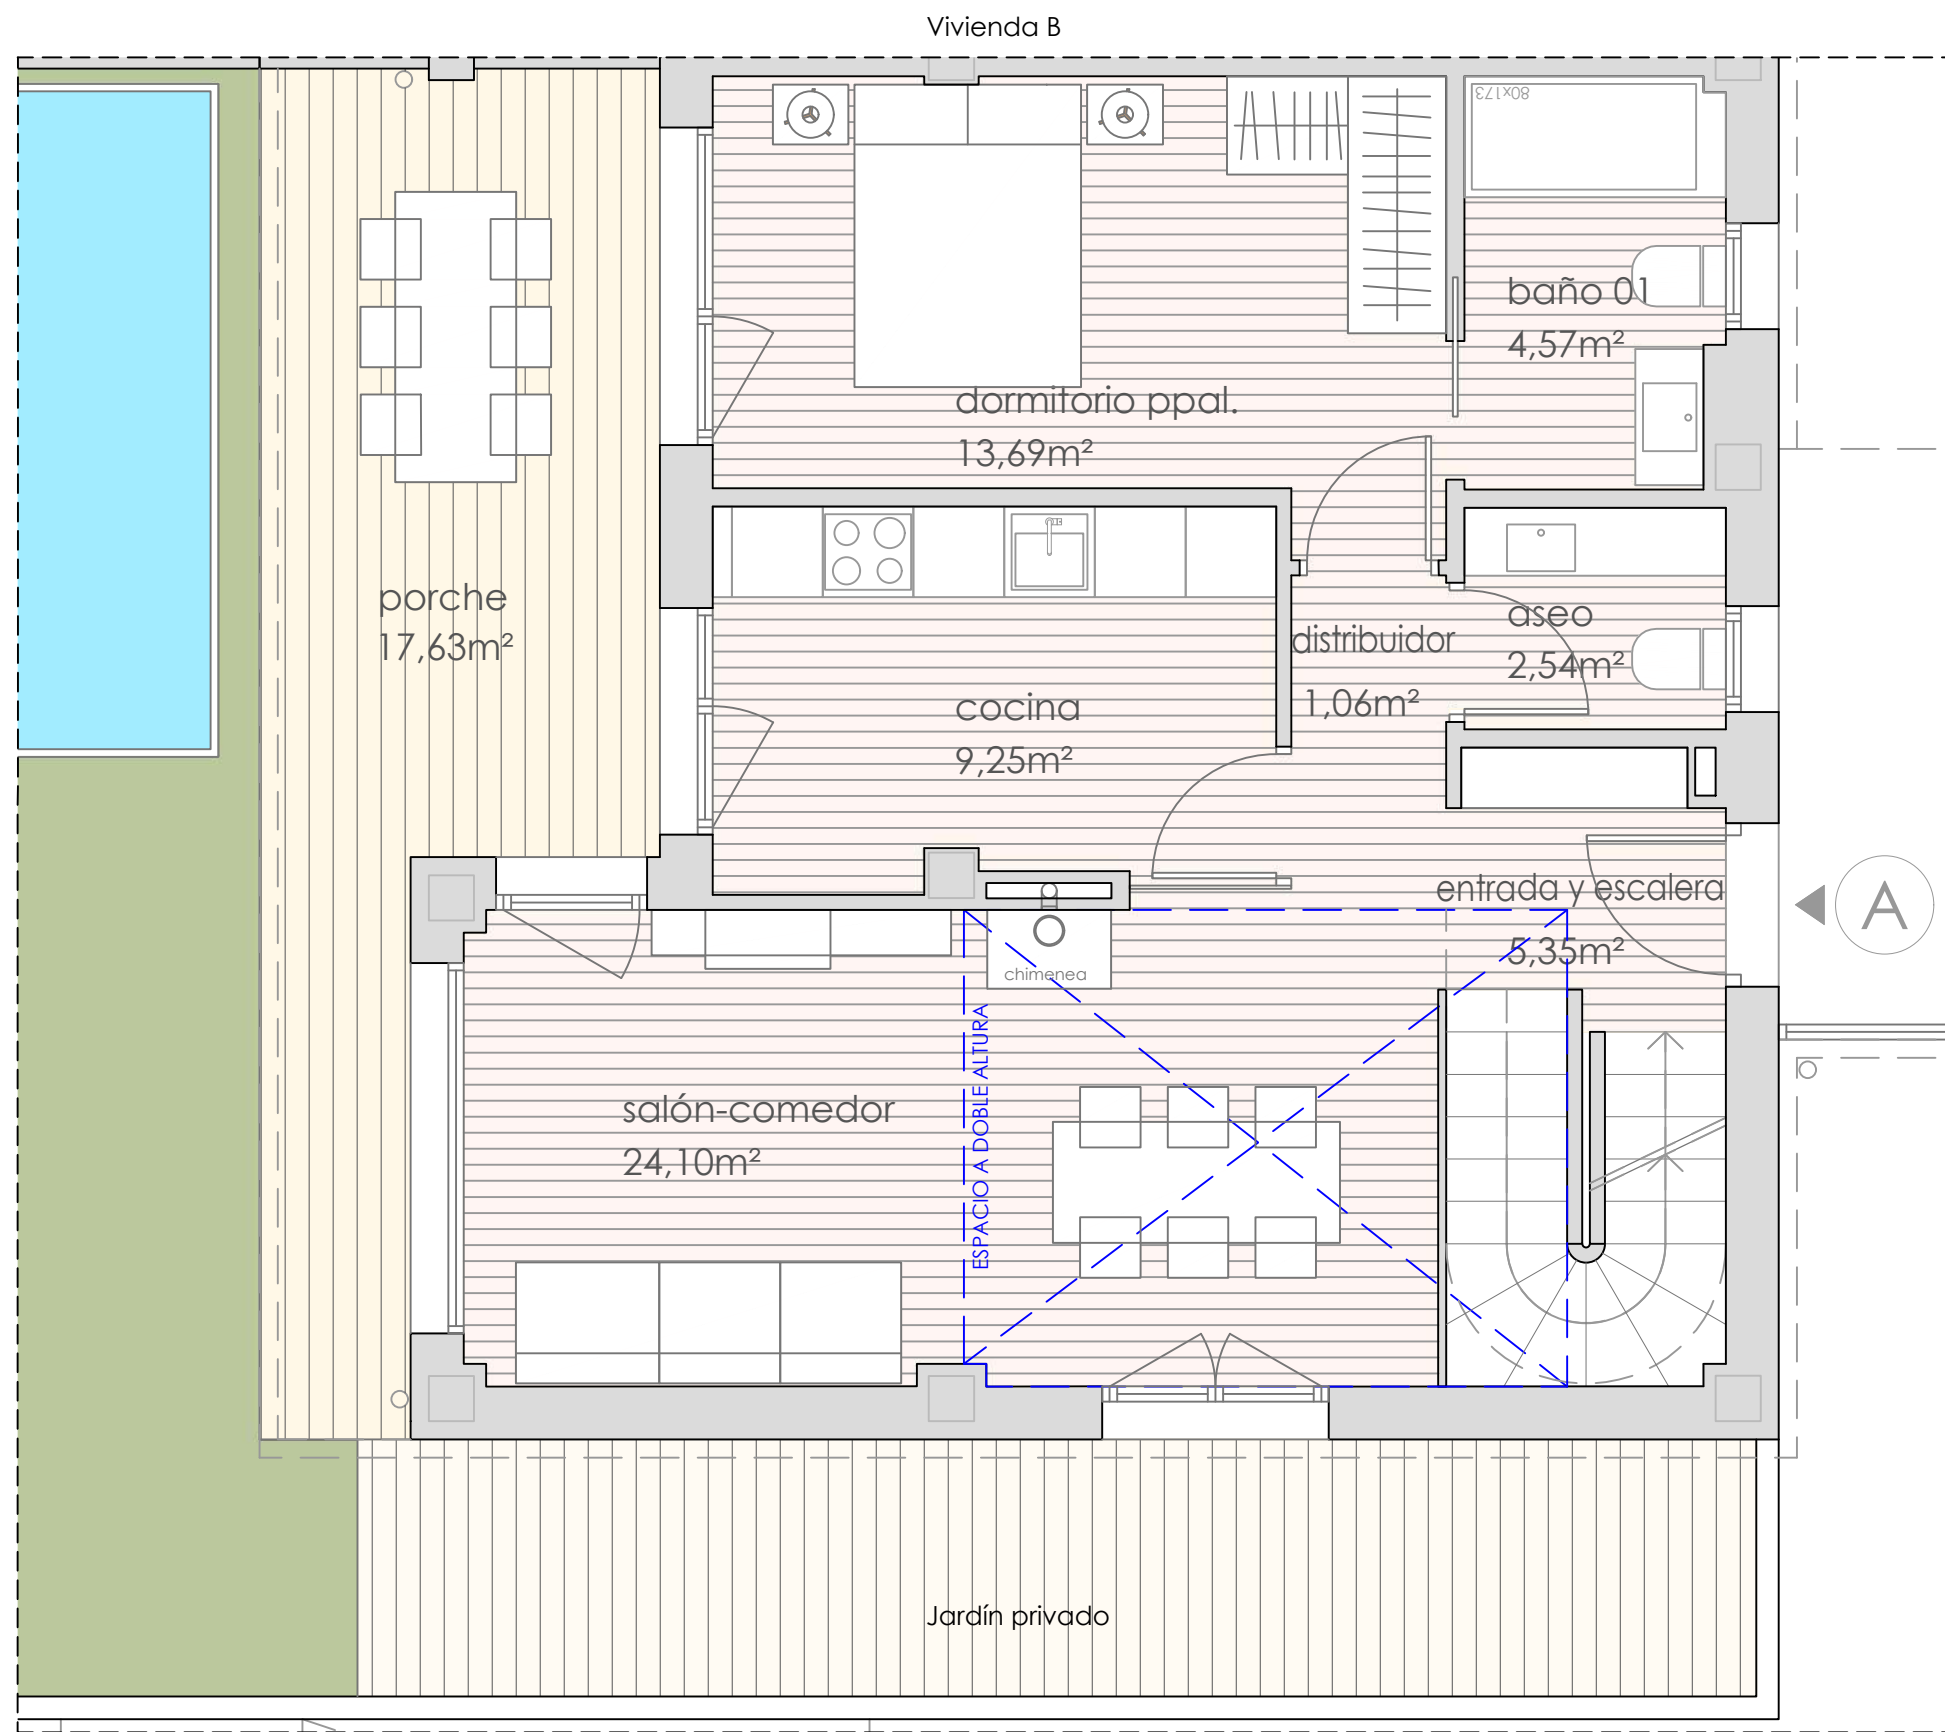 Vivienda B
80x173
baño 01
4,57m²
dormitorio ppal.
13,69m²
porche
17,63m²
aseo
2,54m²
distribuidor
1,06m²
cocina
9,25m²
entrada y escalera
5,35m²
A
chimenea
ESPACIO A DOBLE ALTURA
salón-comedor
24,10m²
Jardín privado